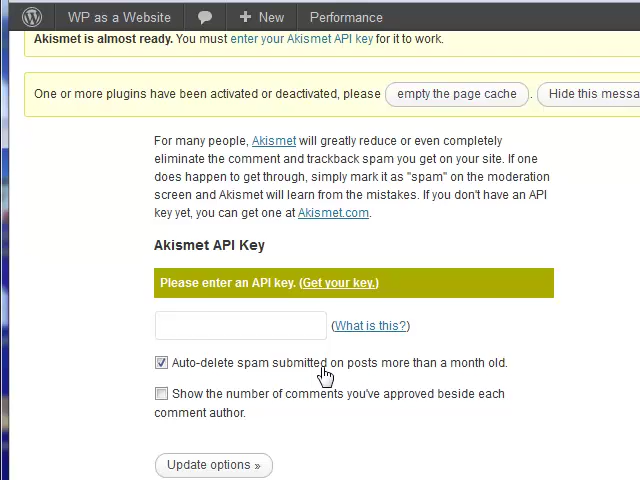 WP as a Website
New
Performance
Akismet is almost ready. You must enter your Akismet API key for it to work.
One or more plugins have been activated or deactivated, please empty the page cache . Hide this messa
For many people, Akismet will greatly reduce or even completely
eliminate the comment and trackback spam you get on your site. If one
does happen to get through, simply mark it as "spam" on the moderation
screen and Akismet will learn from the mistakes. If you don't have an API
key yet, you can get one at Akismet.com.
Akismet API Key
Please enter an API key. (Get your key.)
(What is this?)
Auto-delete spam submitted on posts more than a month old.
Show the number of comments you've approved beside each
comment author.
Update options »